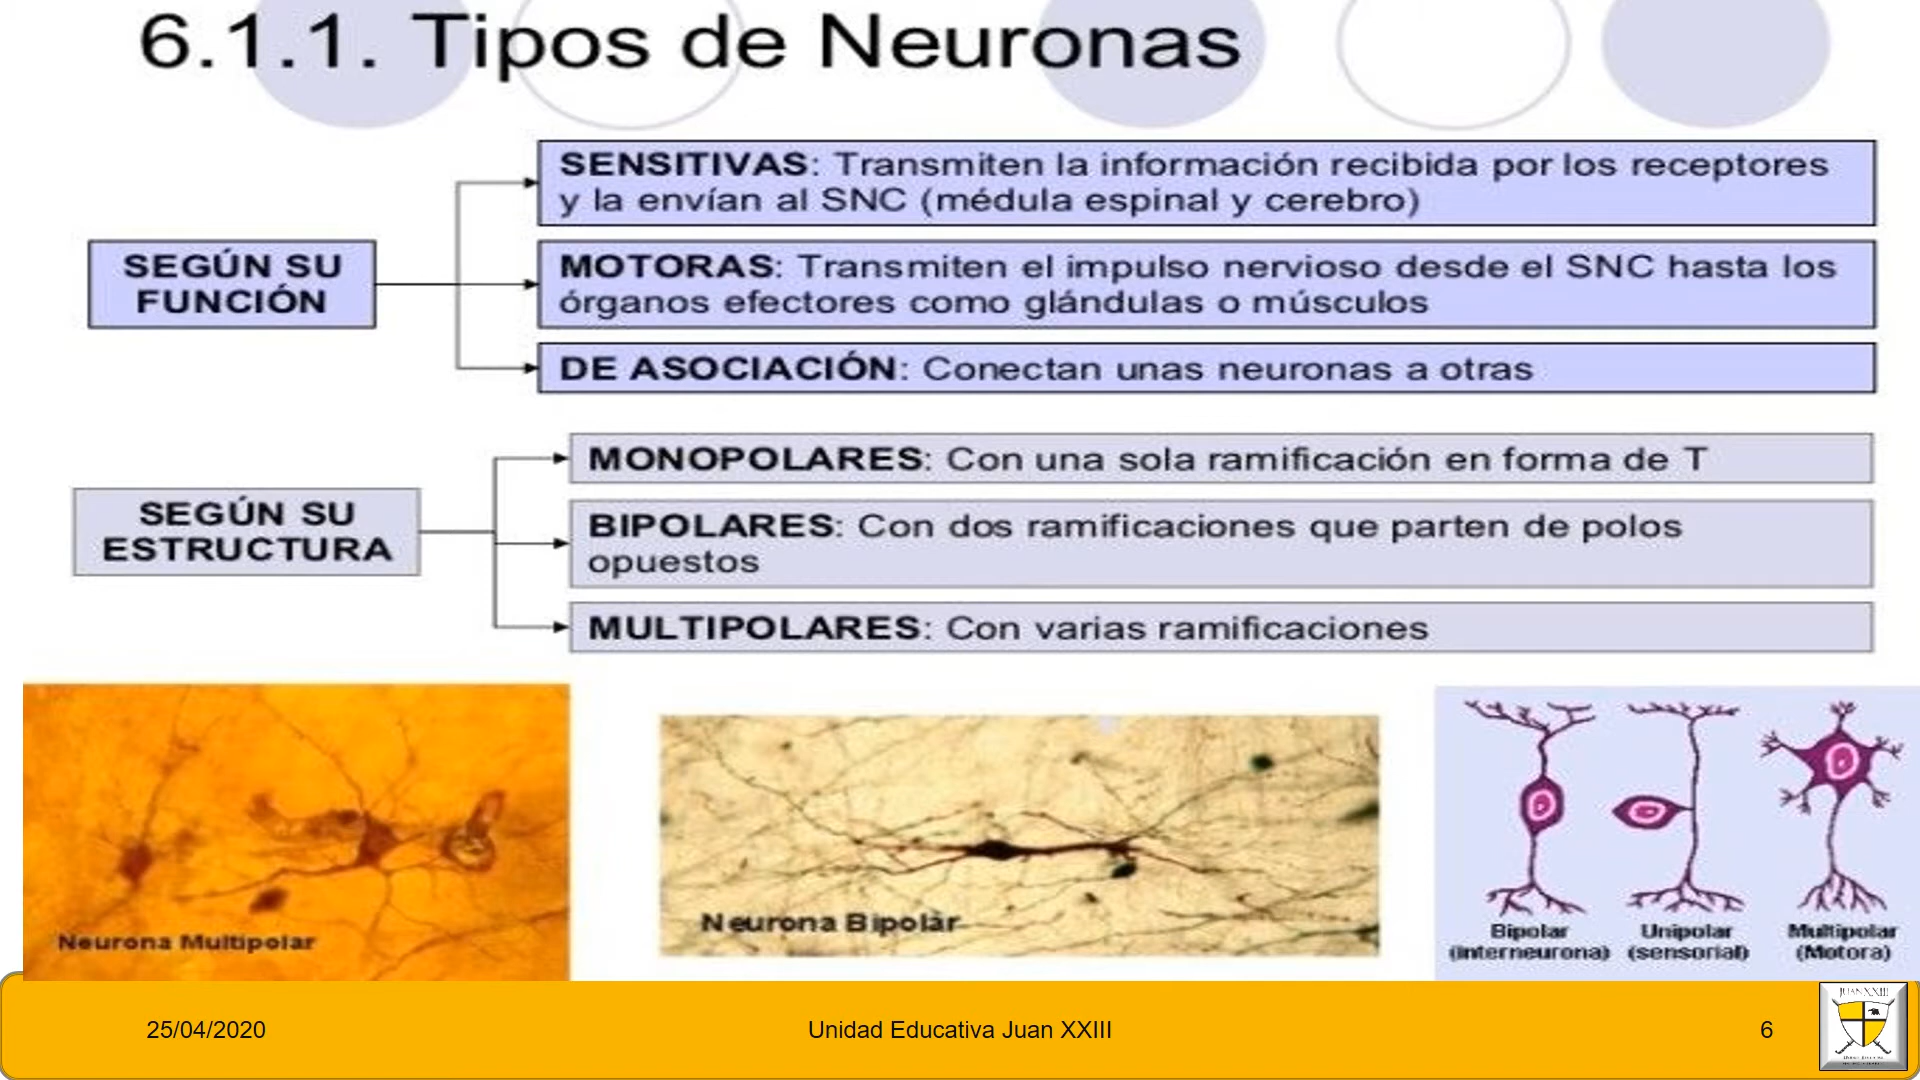 6.1.1. Tipos de Neuronas
SEGÚN SU
FUNCIÓN
SENSITIVAS: Transmiten la información recibida por los receptores
y la envían al SNC (médula espinal y cerebro)
MOTORAS: Transmiten el impulso nervioso desde el SNC hasta los
órganos efectores como glándulas o músculos
DE ASOCIACIÓN: Conectan unas neuronas a otras
SEGÚN SU
ESTRUCTURA
MONOPOLARES: Con una sola ramificación en forma de T
BIPOLARES: Con dos ramificaciones que parten de polos
opuestos
MULTIPOLARES: Con varias ramificaciones
Neurona Multipolar
Neurona Bipolar
Bipolar
(interneurona)
Unipolar
(sensorial)
Multipolar
(Motora)
25/04/2020
Unidad Educativa Juan XXIII
6
JUAN XXIII